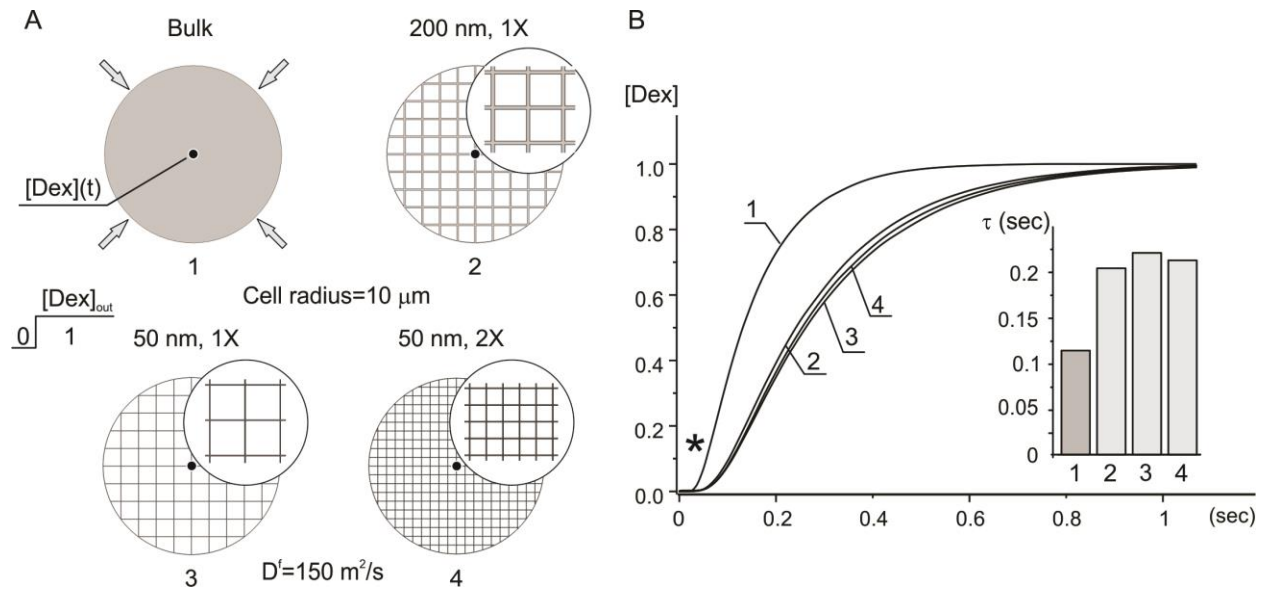 A
Bulk
200 nm, 1X
[Dex](t)
1
2
Cell radius=10 μm
[Dex]out
0 1
50 nm, 1X
50 nm, 2X
3
Dᶠ=150 m²/s
4
B
[Dex]
1.0
0.8
0.6
0.4
0.2
0.0
0
0.2
0.4
0.6
0.8
1
(sec)
1
2
3
4
*
τ (sec)
0.2
0.15
0.1
0.05
0
1 2 3 4